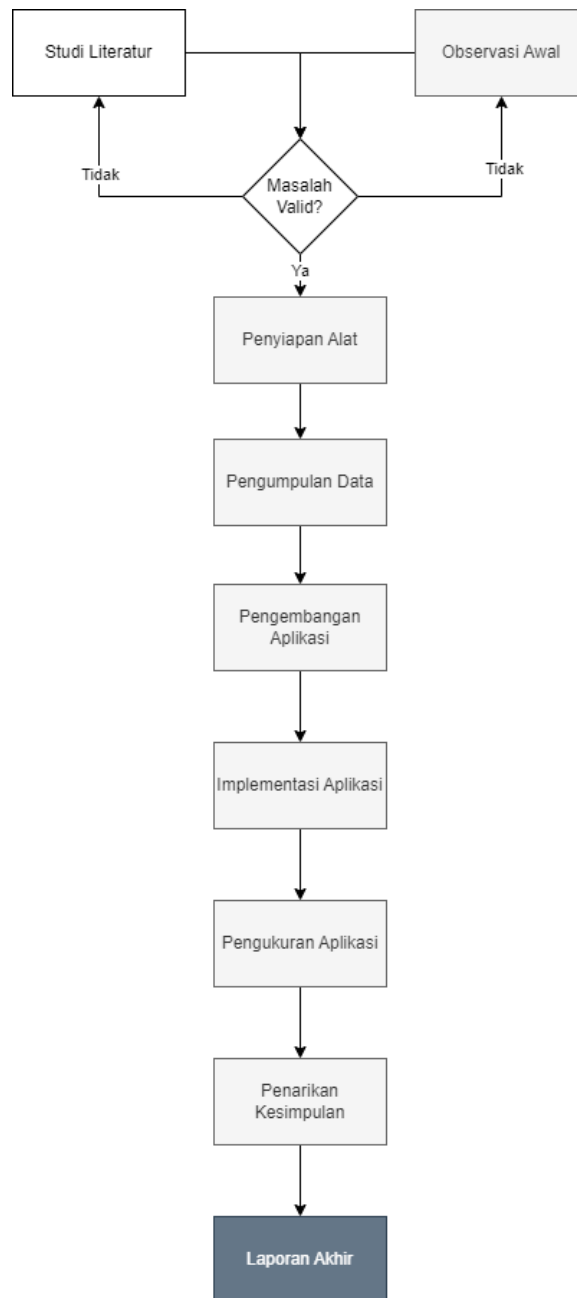 Studi Literatur
Observasi Awal
Tidak
Masalah
Valid?
Tidak
Ya
Penyiapan Alat
Pengumpulan Data
Pengembangan
Aplikasi
Implementasi Aplikasi
Pengukuran Aplikasi
Penarikan
Kesimpulan
Laporan Akhir